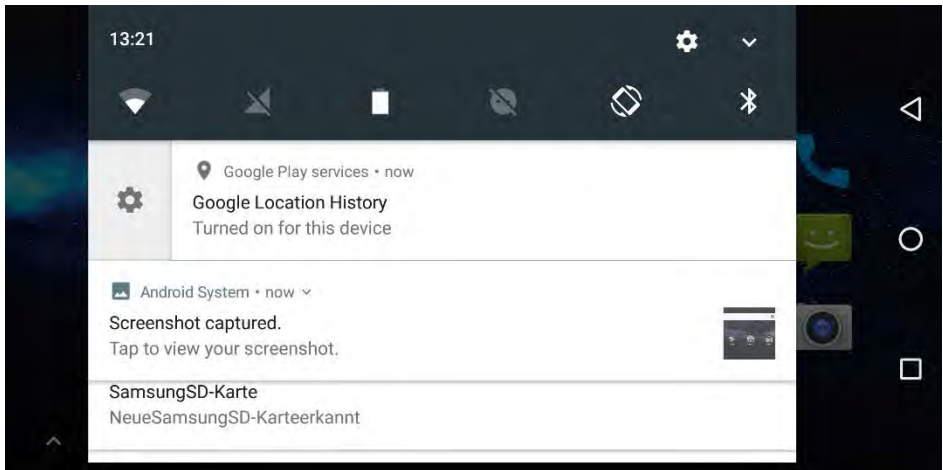 13:21
Google Play services • now
Google Location History
Turned on for this device
Android System • now
Screenshot captured.
Tap to view your screenshot.
SamsungSD-Karte
NeueSamsungSD-Karteerkannt